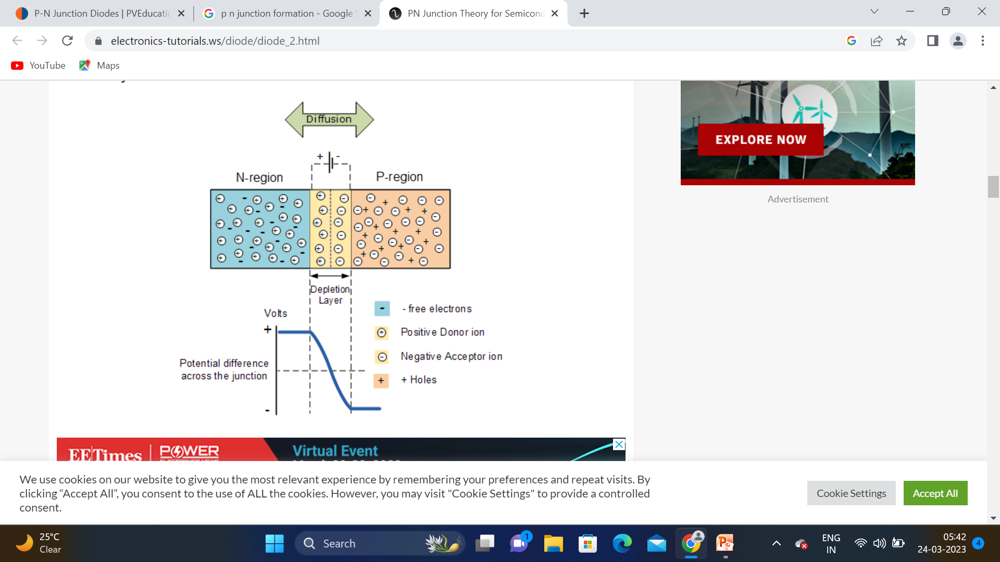 P-N Junction Diodes | PVEducatic
p n junction formation - Google S
PN Junction Theory for Semicond
electronics-tutorials.ws/diode/diode_2.html
YouTube
Maps
Diffusion
+ -
N-region
P-region
Depletion
Layer
Volts
+
Potential difference
across the junction
-
- - free electrons
+ Positive Donor ion
- Negative Acceptor ion
+ + Holes
EXPLORE NOW
Advertisement
EETimes | POWER
Virtual Event
We use cookies on our website to give you the most relevant experience by remembering your preferences and repeat visits. By
clicking “Accept All”, you consent to the use of ALL the cookies. However, you may visit "Cookie Settings" to provide a controlled
consent.
Cookie Settings
Accept All
25°C
Clear
Search
1
ENG
IN
05:42
24-03-2023
4